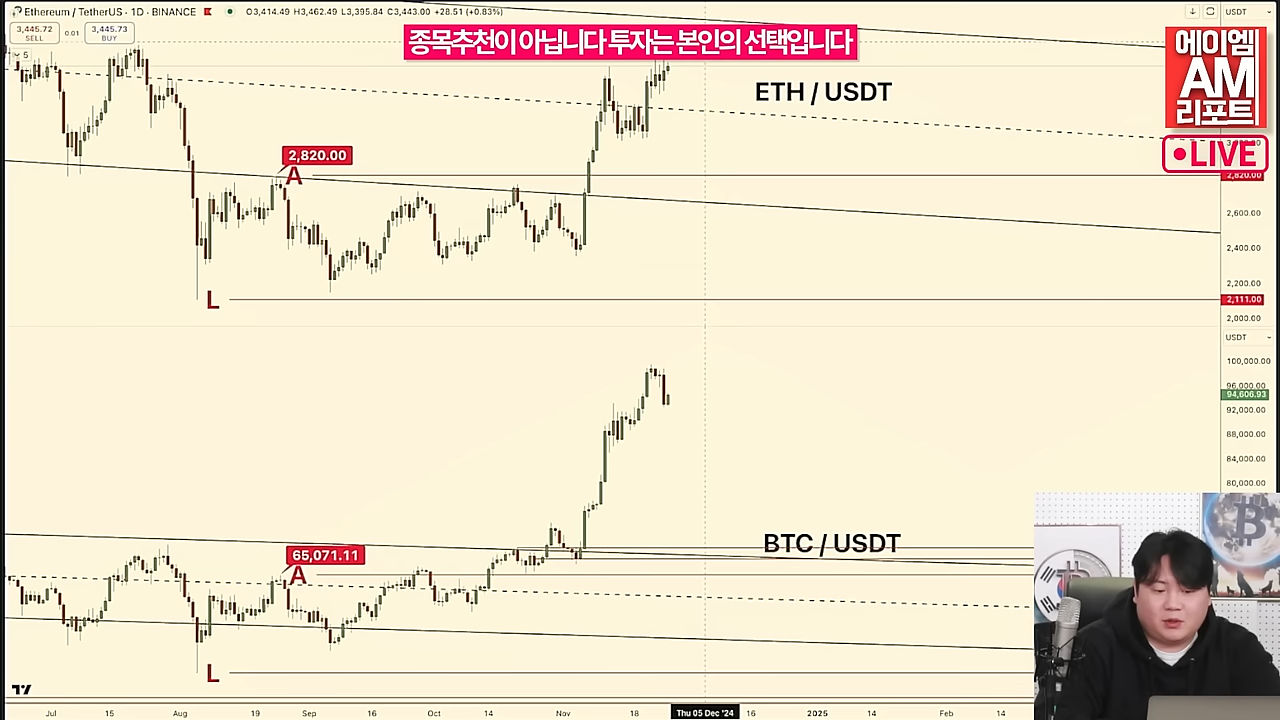 Ethereum / TetherUS · 1D · BINANCE O3,414.49 H3,462.49 L3,395.84 C3,443.00 +28.51 (+0.83%)
USDT
3,445.72
SELL
0.01
3,445.73
BUY
5
종목추천이 아닙니다 투자는 본인의 선택입니다
에이엠
AM
리포트
LIVE
ETH / USDT
2,820.00
A
2,820.00
2,600.00
2,400.00
2,200.00
L
2,111.00
2,000.00
USDT
100,000.00
96,000.00
94,606.93
92,000.00
88,000.00
84,000.00
80,000.00
BTC / USDT
65,071.11
A
L
Jul 15 Aug 19 Sep 16 Oct 14 Nov 18 Thu 05 Dec '24 16 2025 14 Feb 14